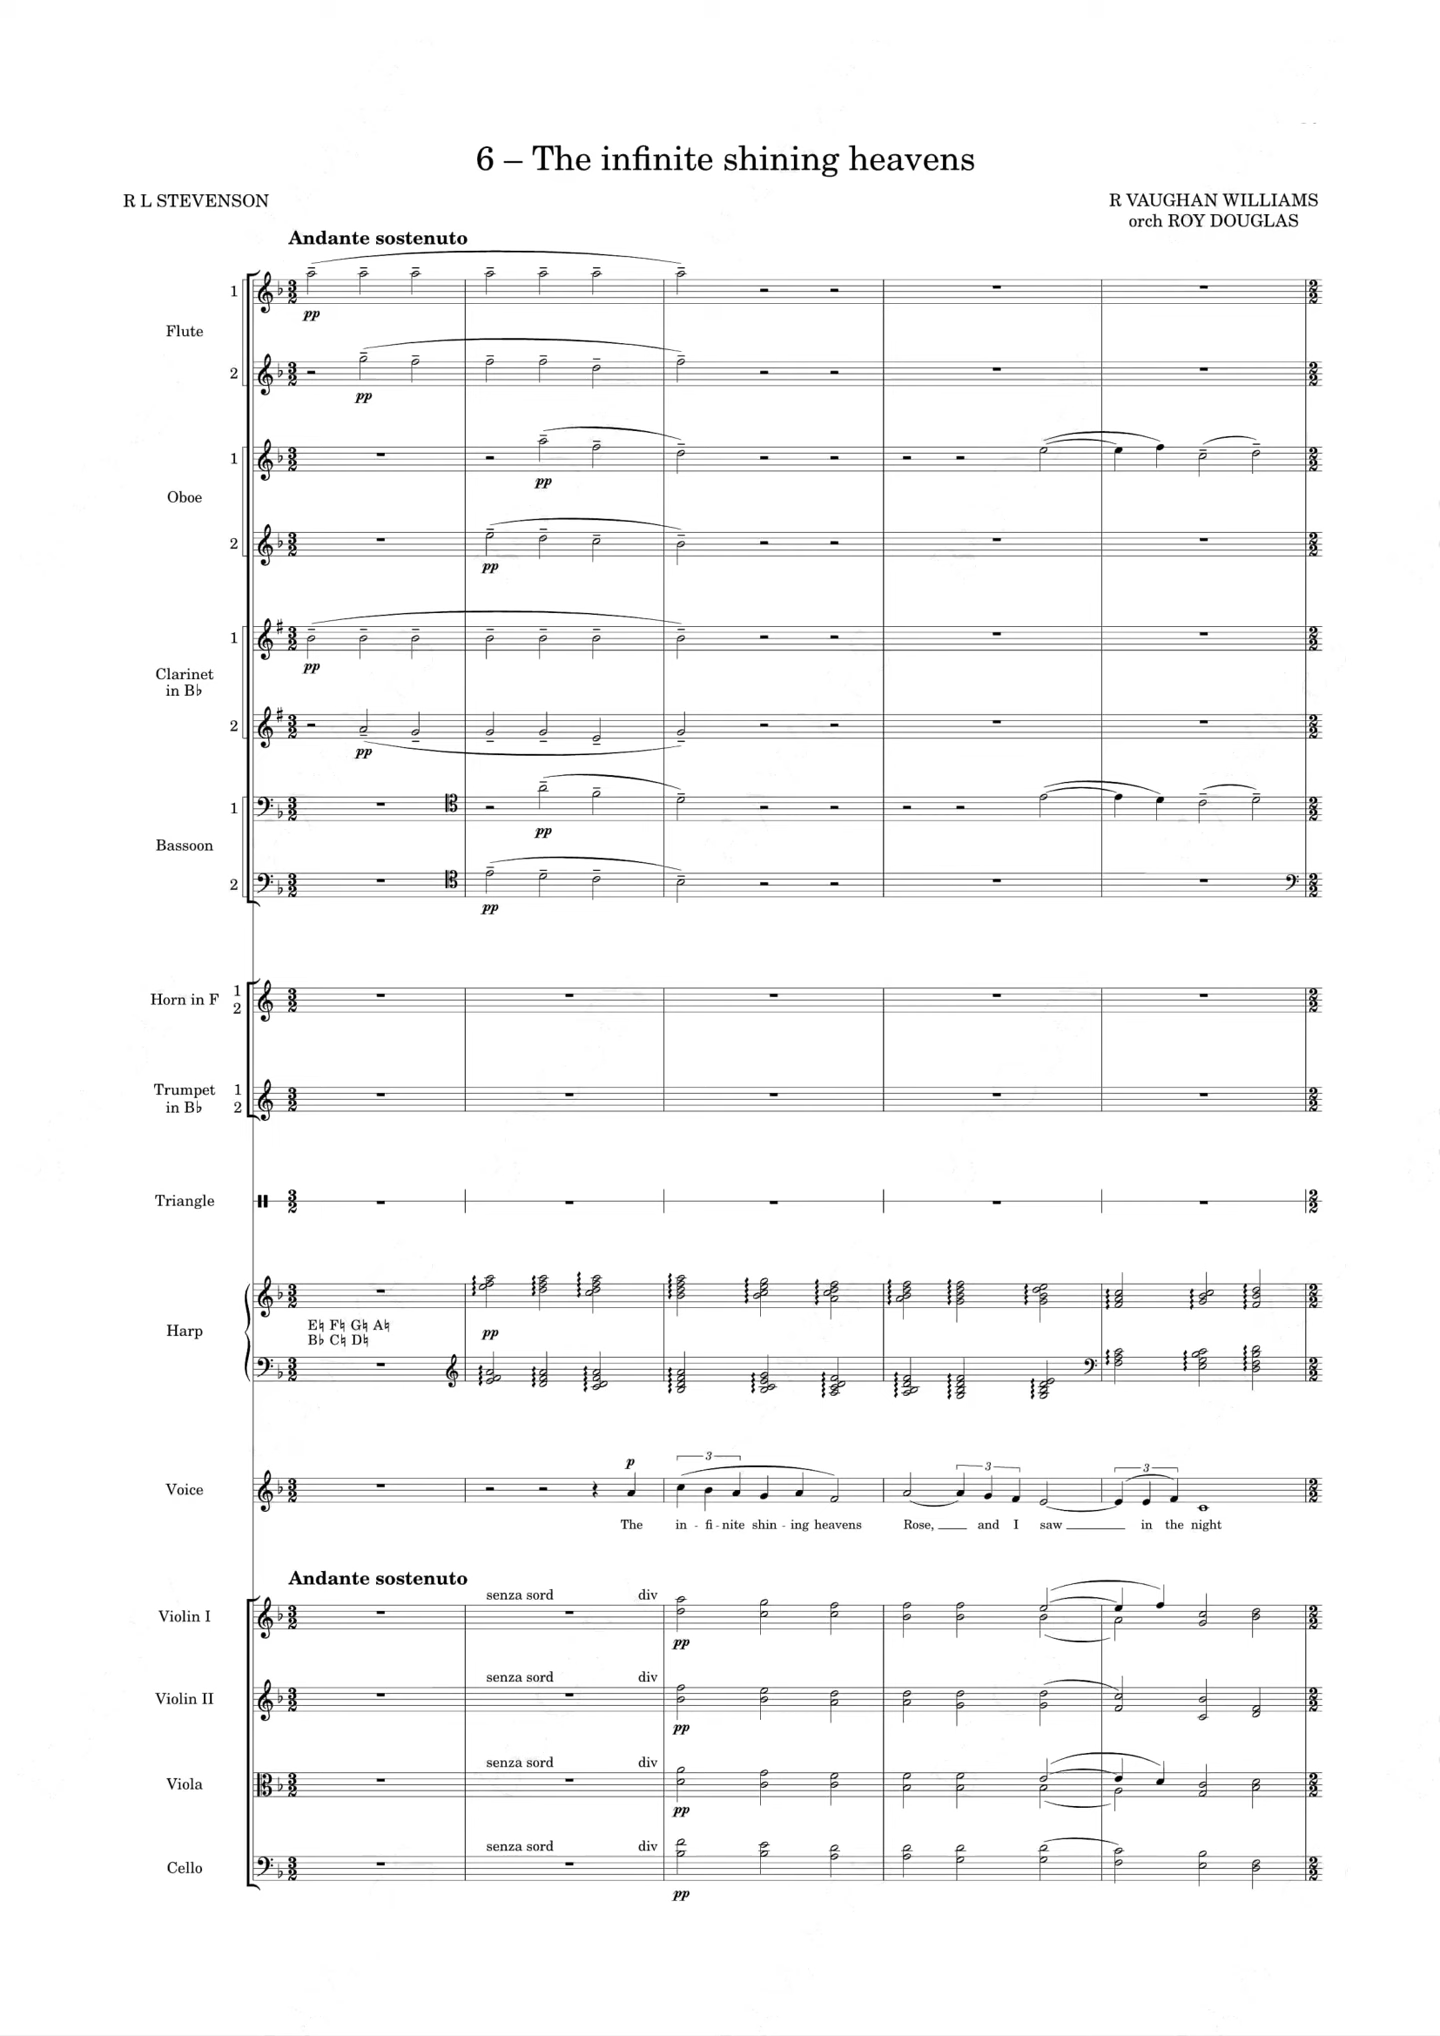 6 – The infinite shining heavens
R L STEVENSON
R VAUGHAN WILLIAMS
orch ROY DOUGLAS
Andante sostenuto
Flute
1
pp
2
pp
Oboe
1
pp
2
pp
Clarinet
in B♭
1
pp
2
pp
Bassoon
1
pp
2
pp
Horn in F
1
2
Trumpet
in B♭
1
2
Triangle
Harp
E♮ F♮ G♮ A♮
B♭ C♮ D♮
pp
Voice
p
3 3 3
The in - fi - nite shin - ing heavens Rose, and I saw in the night
Andante sostenuto
Violin I
senza sord div
pp
Violin II
senza sord div
pp
Viola
senza sord div
pp
Cello
senza sord div
pp